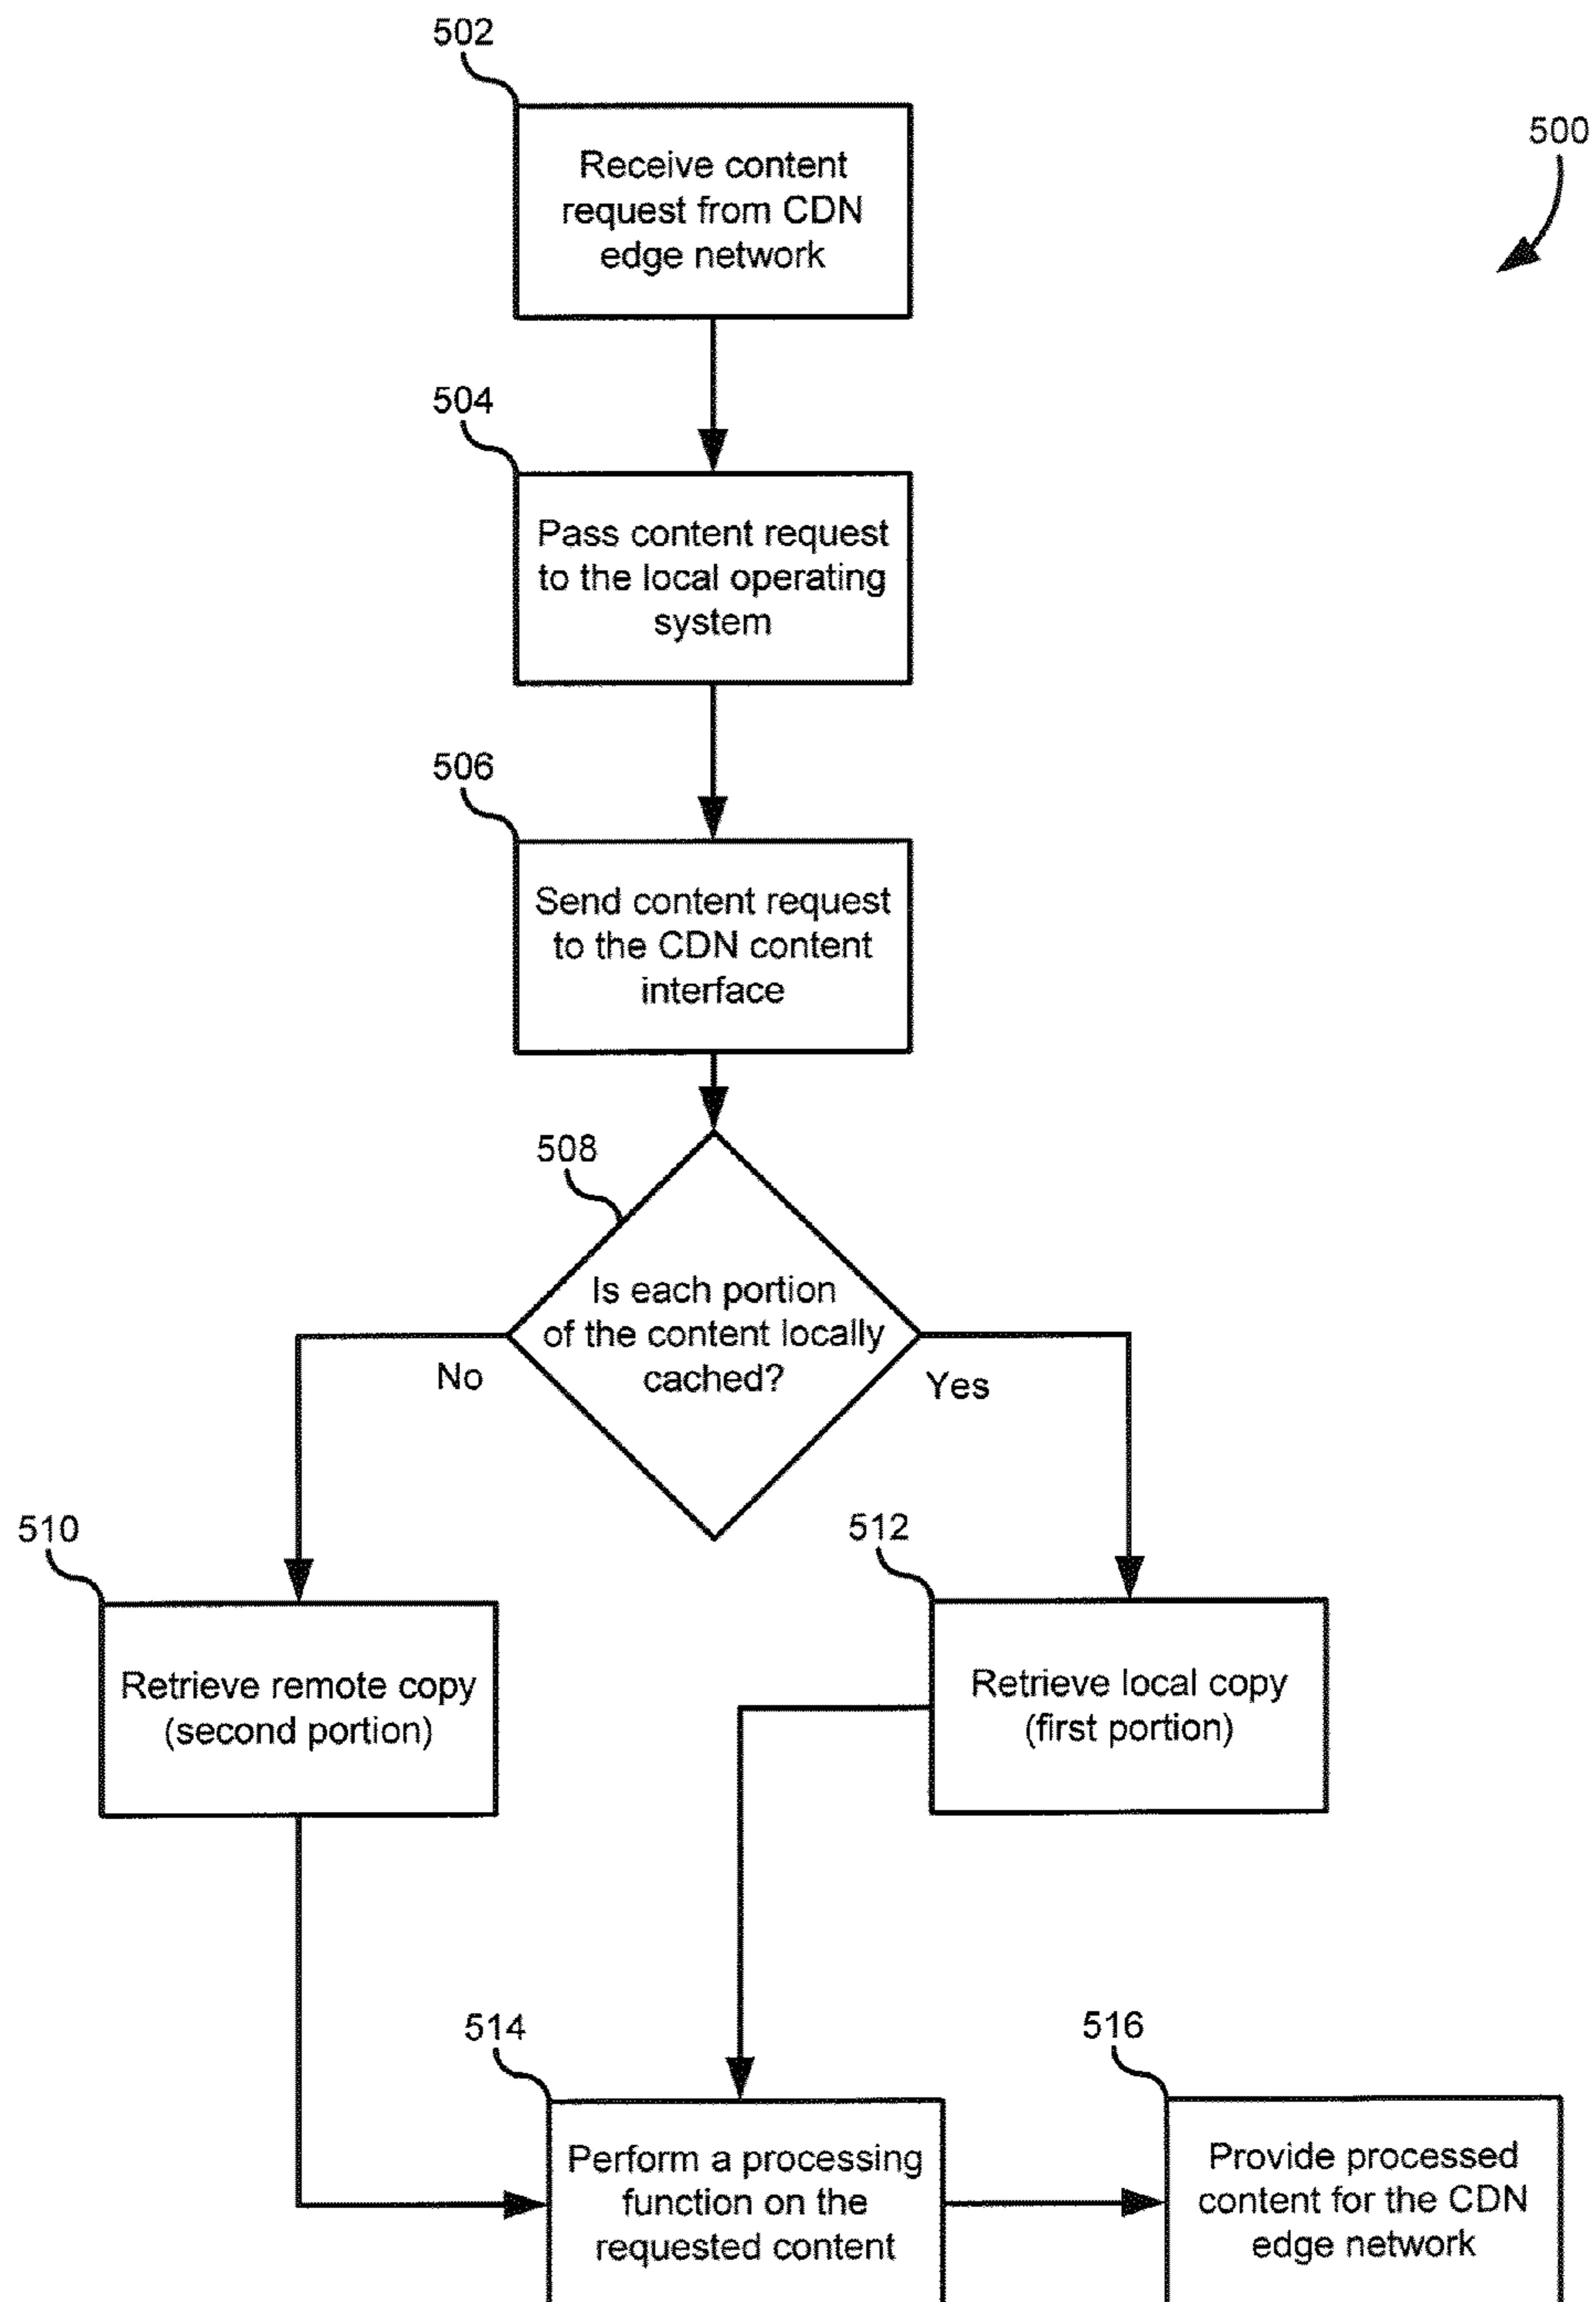 502
500
Receive content
request from CDN
edge network
504
Pass content request
to the local operating
system
506
Send content request
to the CDN content
interface
508
Is each portion
of the content locally
cached?
No
Yes
510
512
Retrieve remote copy
(second portion)
Retrieve local copy
(first portion)
514
516
Perform a processing
function on the
requested content
Provide processed
content for the CDN
edge network